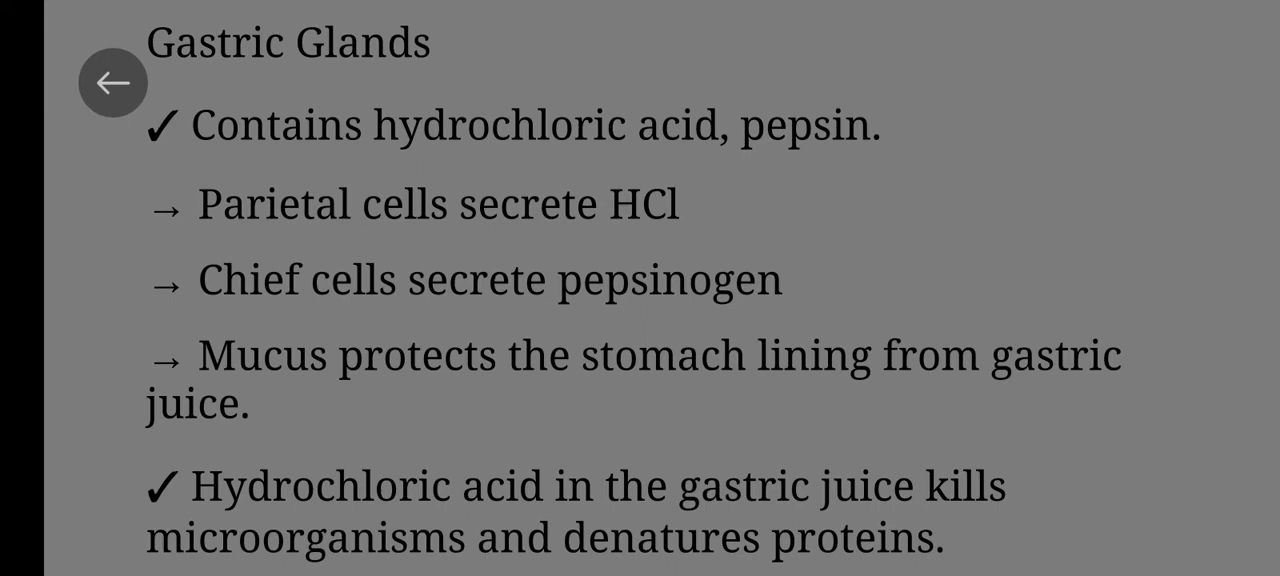 Gastric Glands
✓ Contains hydrochloric acid, pepsin.
→ Parietal cells secrete HCl
→ Chief cells secrete pepsinogen
→ Mucus protects the stomach lining from gastric
juice.
✓ Hydrochloric acid in the gastric juice kills
microorganisms and denatures proteins.